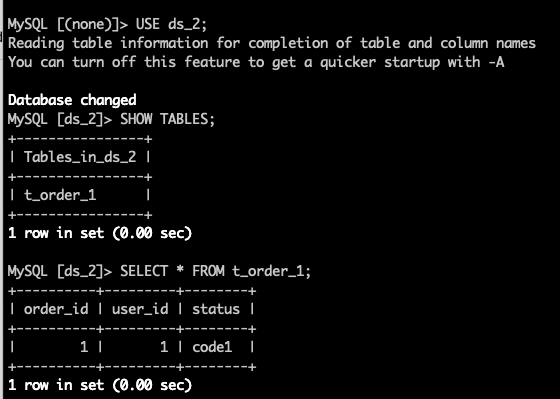 MySQL [(none)]> USE ds_2;
Reading table information for completion of table and column names
You can turn off this feature to get a quicker startup with -A
Database changed
MySQL [ds_2]> SHOW TABLES;
+----------------+
| Tables_in_ds_2 |
+----------------+
| t_order_1      |
+----------------+
1 row in set (0.00 sec)
MySQL [ds_2]> SELECT * FROM t_order_1;
+----------+---------+--------+
| order_id | user_id | status |
+----------+---------+--------+
|        1 |       1 | code1  |
+----------+---------+--------+
1 row in set (0.00 sec)